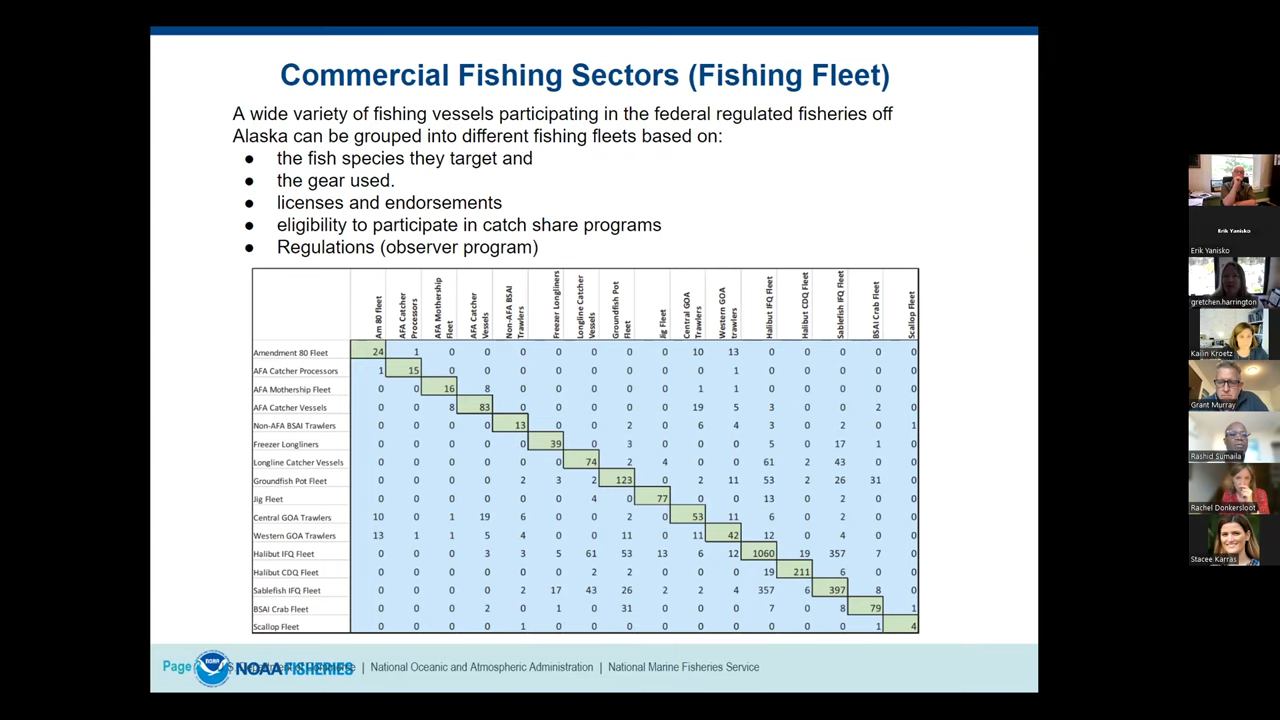 Commercial Fishing Sectors (Fishing Fleet)
A wide variety of fishing vessels participating in the federal regulated fisheries off
Alaska can be grouped into different fishing fleets based on:
● the fish species they target and
● the gear used.
● licenses and endorsements
● eligibility to participate in catch share programs
● Regulations (observer program)
Am 80 fleet AFA Catcher Processors AFA Mothership Fleet AFA Catcher Vessels Non-AFA BSAI Trawlers Freezer Longliners Longline Catcher Vessels Groundfish Pot Fleet Jig Fleet Central GOA Trawlers Western GOA trawlers Halibut IFQ Fleet Halibut CDQ Fleet Sablefish IFQ Fleet BSAI Crab Fleet Scallop Fleet
Amendment 80 Fleet 24 1 0 0 0 0 0 0 0 10 13 0 0 0 0 0
AFA Catcher Processors 1 15 0 0 0 0 0 0 0 0 1 0 0 0 0 0
AFA Mothership Fleet 0 0 16 8 0 0 0 0 0 1 1 0 0 0 0 0
AFA Catcher Vessels 0 0 8 83 0 0 0 0 0 19 5 3 0 0 2 0
Non-AFA BSAI Trawlers 0 0 0 0 13 0 0 2 0 6 4 3 0 2 0 1
Freezer Longliners 0 0 0 0 0 39 0 3 0 0 0 5 0 17 1 0
Longline Catcher Vessels 0 0 0 0 0 0 74 2 4 0 0 61 2 43 0 0
Groundfish Pot Fleet 0 0 0 0 2 3 2 123 0 2 11 53 2 26 31 0
Jig Fleet 0 0 0 0 0 0 4 0 77 0 0 13 0 2 0 0
Central GOA Trawlers 10 0 1 19 6 0 0 2 0 53 11 6 0 2 0 0
Western GOA Trawlers 13 1 1 5 4 0 0 11 0 11 42 12 0 4 0 0
Halibut IFQ Fleet 0 0 0 3 3 5 61 53 13 6 12 1060 19 357 7 0
Halibut CDQ Fleet 0 0 0 0 0 0 2 2 0 0 0 19 211 6 0 0
Sablefish IFQ Fleet 0 0 0 0 2 17 43 26 2 2 4 357 6 397 8 0
BSAI Crab Fleet 0 0 0 2 0 1 0 31 0 0 0 7 0 8 79 1
Scallop Fleet 0 0 0 0 1 0 0 0 0 0 0 0 0 0 1 4
Page NOAA FISHERIES | National Oceanic and Atmospheric Administration | National Marine Fisheries Service
Erik Yanisko
Erik Yanisko
gretchen.harrington
Kailin Kroetz
Grant Murray
Rashid Sumaila
Rachel Donkersloot
Stacee Karras